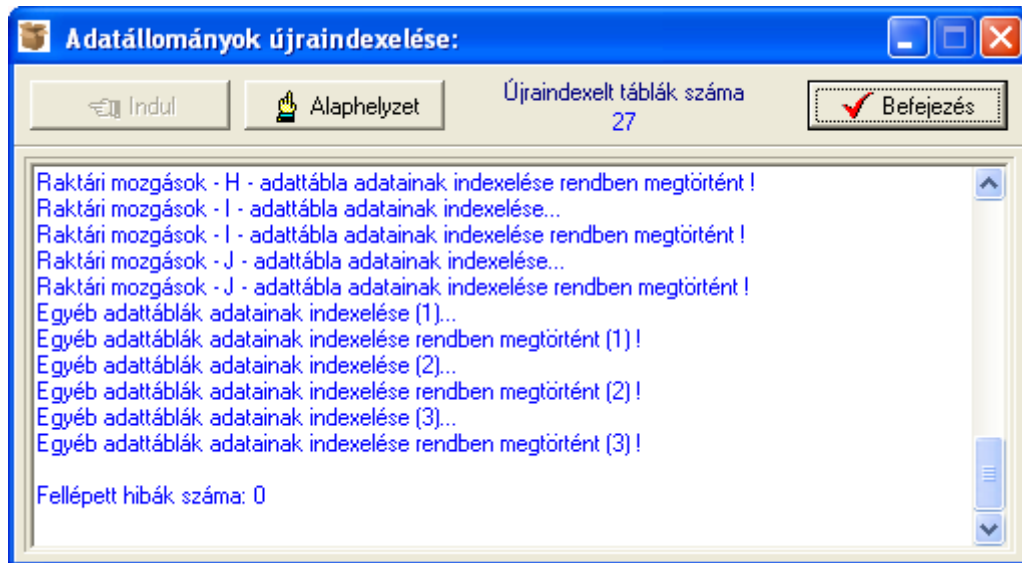 Adatállományok újraindexelése:
Indul
Alaphelyzet
Újraindexelt táblák száma
27
Befejezés
Raktári mozgások - H - adattábla adatainak indexelése rendben megtörtént !
Raktári mozgások - I - adattábla adatainak indexelése...
Raktári mozgások - I - adattábla adatainak indexelése rendben megtörtént !
Raktári mozgások - J - adattábla adatainak indexelése...
Raktári mozgások - J - adattábla adatainak indexelése rendben megtörtént !
Egyéb adattáblák adatainak indexelése (1)...
Egyéb adattáblák adatainak indexelése rendben megtörtént (1) !
Egyéb adattáblák adatainak indexelése (2)...
Egyéb adattáblák adatainak indexelése rendben megtörtént (2) !
Egyéb adattáblák adatainak indexelése (3)...
Egyéb adattáblák adatainak indexelése rendben megtörtént (3) !
Fellépett hibák száma: 0